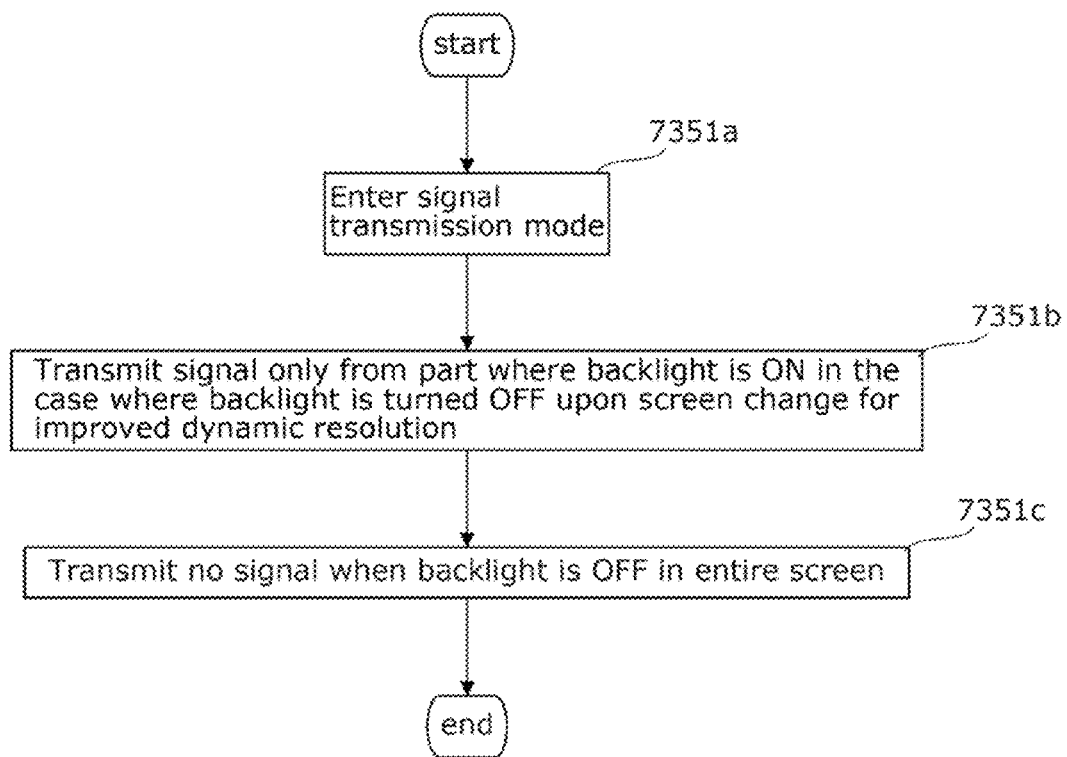 start
7351a
Enter signal
transmission mode
7351b
Transmit signal only from part where backlight is ON in the
case where backlight is turned OFF upon screen change for
improved dynamic resolution
7351c
Transmit no signal when backlight is OFF in entire screen
end